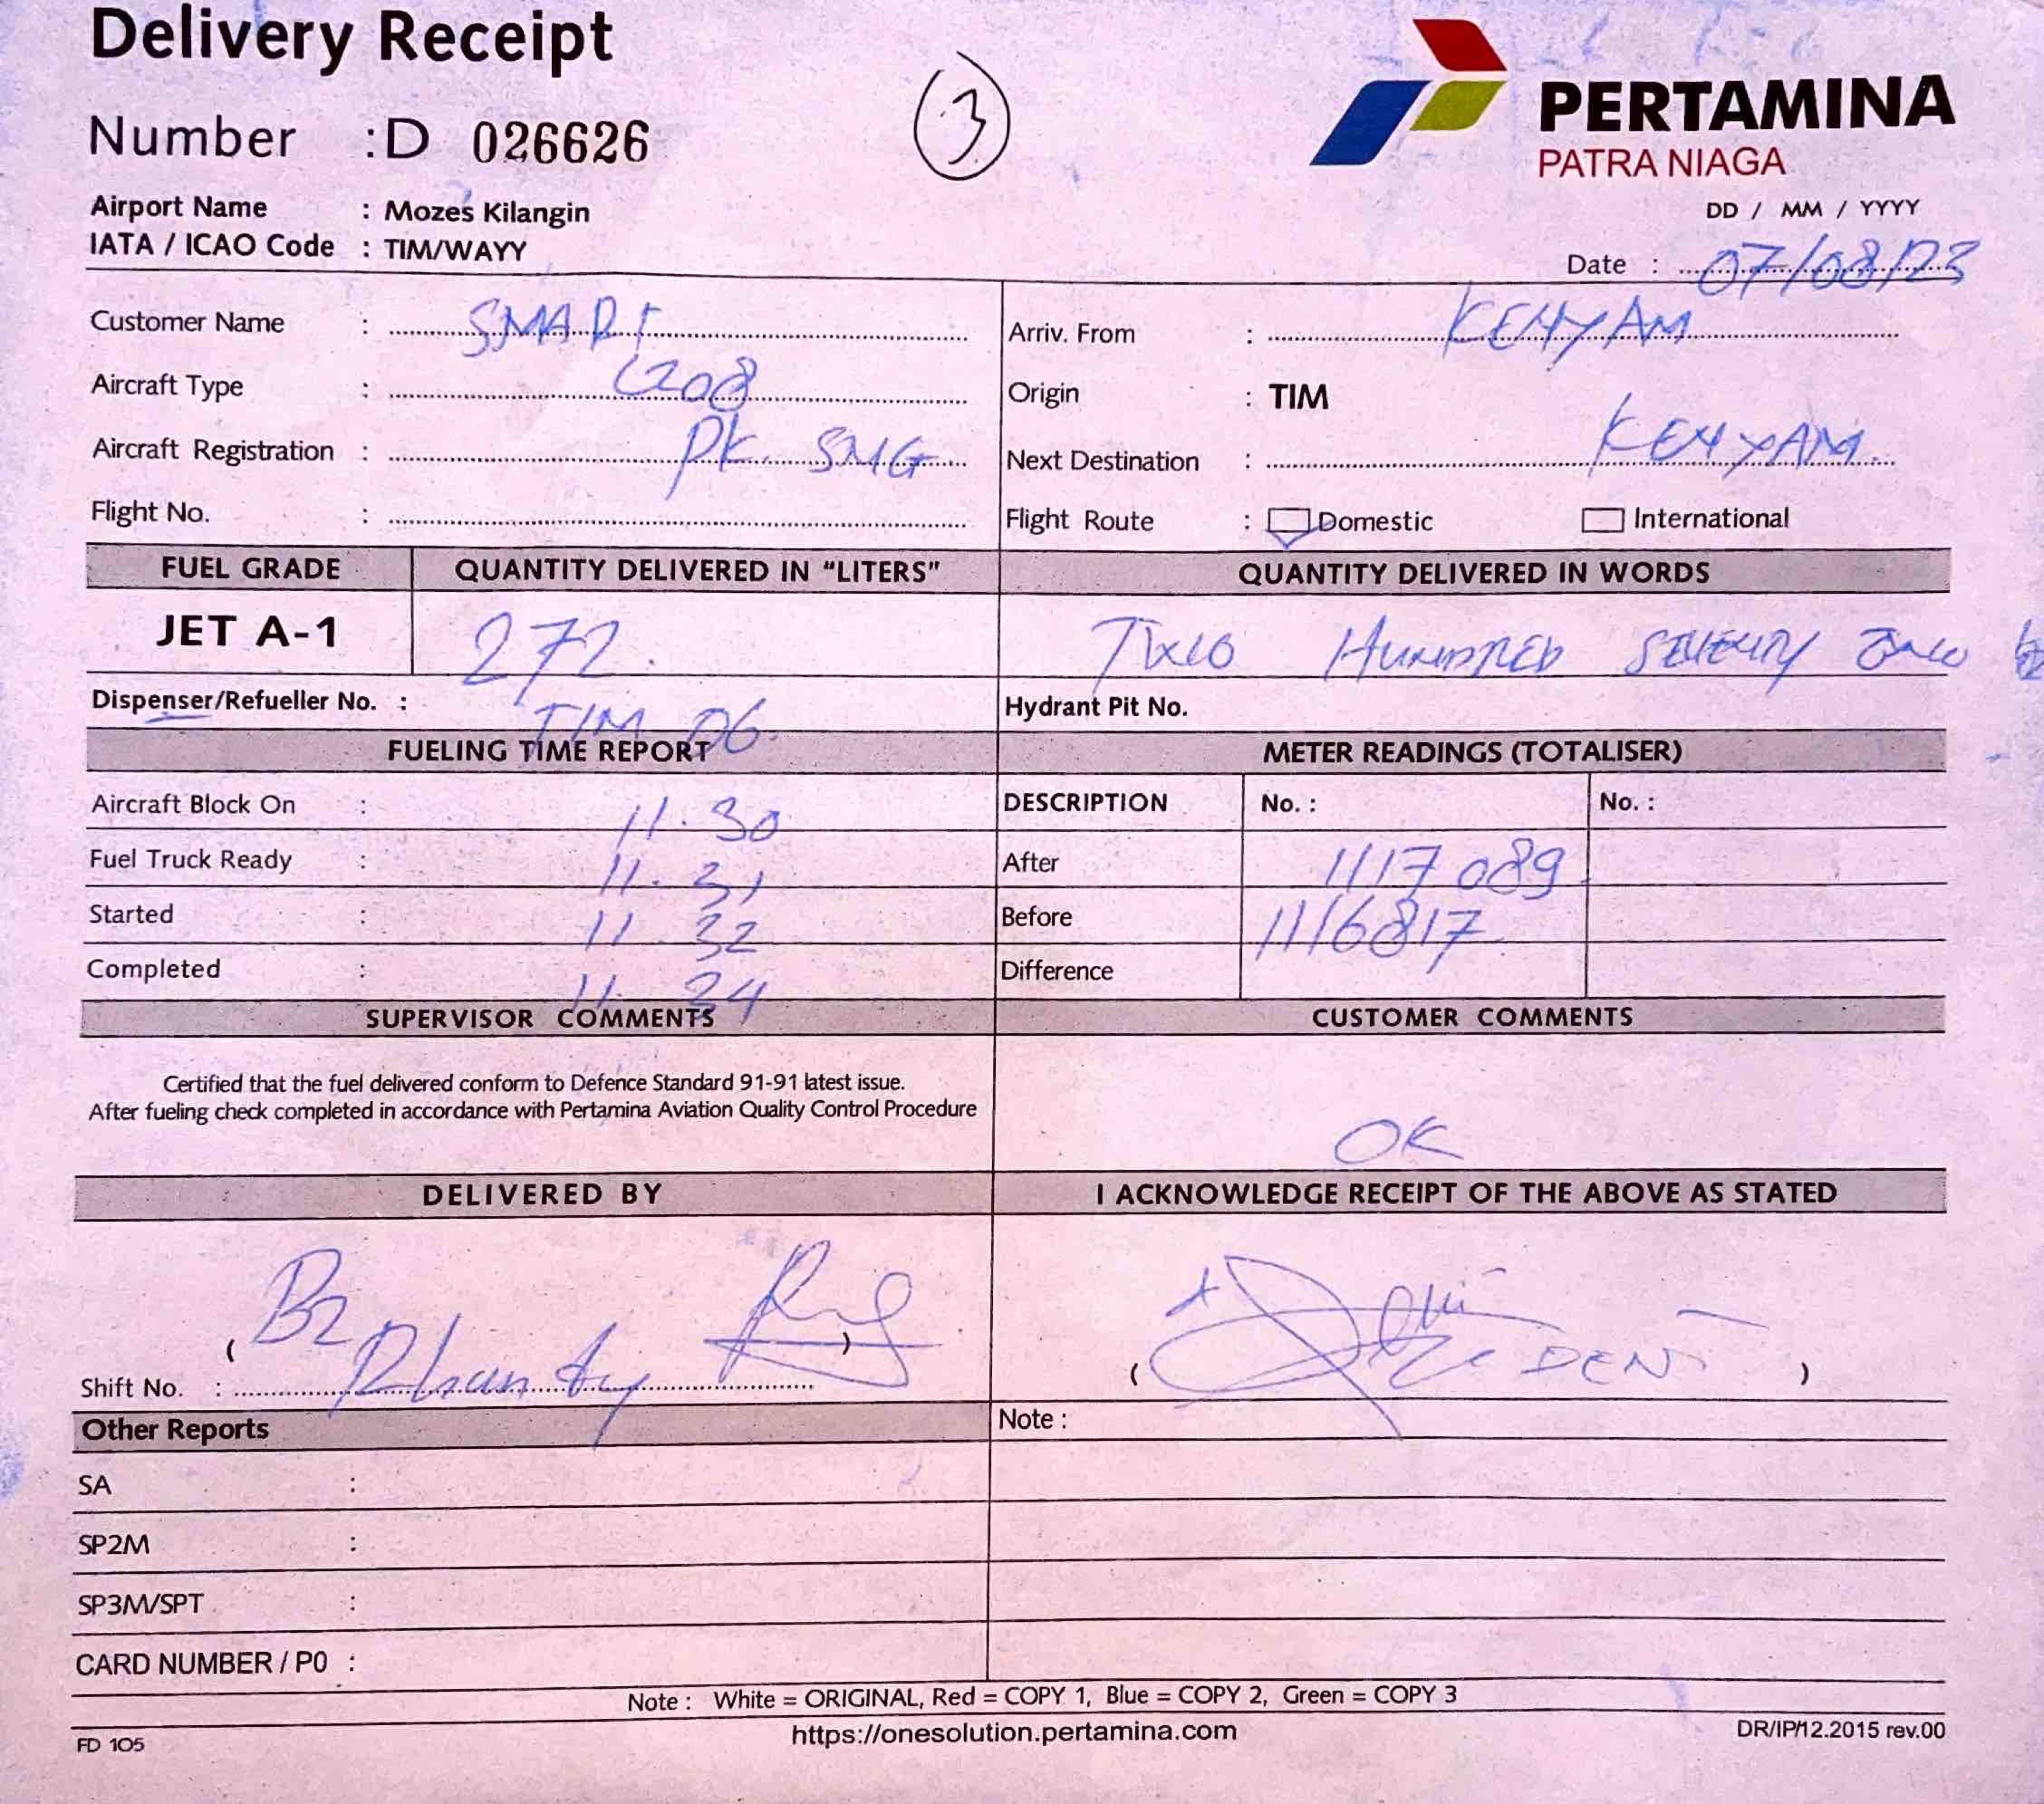 Delivery Receipt
Number : D 026626
3
PERTAMINA
PATRA NIAGA
Airport Name : Mozes Kilangin
IATA / ICAO Code : TIM/WAYY
DD / MM / YYYY
Date : 07/08/23
Customer Name : SMART
Aircraft Type : C208
Aircraft Registration : PK. SMG
Flight No. :
Arriv. From : KENYAM
Origin : TIM
Next Destination : KENYAM
Flight Route : Domestic International
FUEL GRADE QUANTITY DELIVERED IN "LITERS" QUANTITY DELIVERED IN WORDS
JET A-1 272. Two HUNDRED SEVENTY Two
Dispenser/Refueller No. : TIM 06. Hydrant Pit No.
FUELING TIME REPORT METER READINGS (TOTALISER)
Aircraft Block On : 11.30 DESCRIPTION No. : No. :
Fuel Truck Ready : 11.31 After 1117 089
Started : 11 32 Before 1116817
Completed : 11. 34 Difference
SUPERVISOR COMMENTS CUSTOMER COMMENTS
Certified that the fuel delivered conform to Defence Standard 91-91 latest issue.
After fueling check completed in accordance with Pertamina Aviation Quality Control Procedure
OK
DELIVERED BY I ACKNOWLEDGE RECEIPT OF THE ABOVE AS STATED
( )
( )
Shift No. :
Other Reports Note :
SA :
SP2M :
SP3M/SPT :
CARD NUMBER / P0 :
Note : White = ORIGINAL, Red = COPY 1, Blue = COPY 2, Green = COPY 3
https://onesolution.pertamina.com
FD 105 DR/IP/12.2015 rev.00